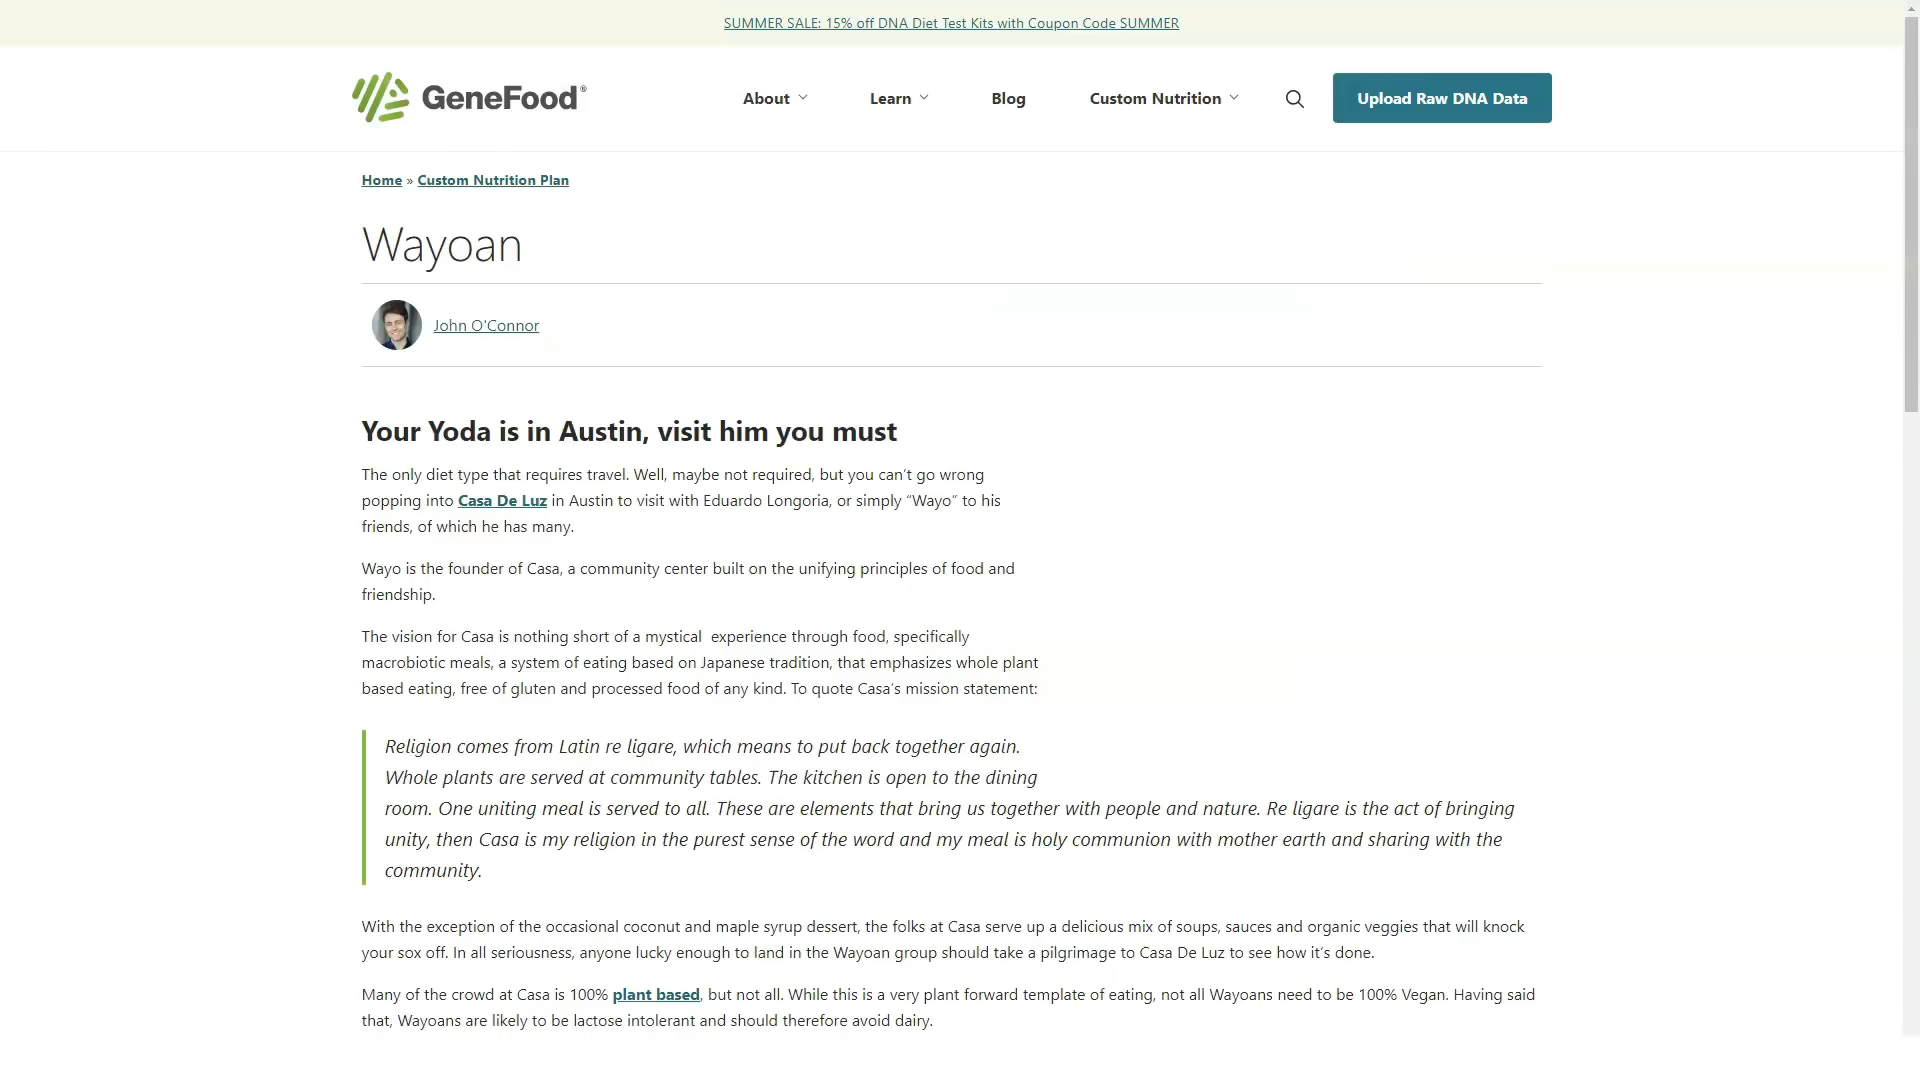 SUMMER SALE: 15% off DNA Diet Test Kits with Coupon Code SUMMER
GeneFood®
About
Learn
Blog
Custom Nutrition
Upload Raw DNA Data
Home » Custom Nutrition Plan
Wayoan
John O'Connor
Your Yoda is in Austin, visit him you must
The only diet type that requires travel. Well, maybe not required, but you can’t go wrong
popping into Casa De Luz in Austin to visit with Eduardo Longoria, or simply “Wayo” to his
friends, of which he has many.
Wayo is the founder of Casa, a community center built on the unifying principles of food and
friendship.
The vision for Casa is nothing short of a mystical  experience through food, specifically
macrobiotic meals, a system of eating based on Japanese tradition, that emphasizes whole plant
based eating, free of gluten and processed food of any kind. To quote Casa’s mission statement:
Religion comes from Latin re ligare, which means to put back together again.
Whole plants are served at community tables. The kitchen is open to the dining
room. One uniting meal is served to all. These are elements that bring us together with people and nature. Re ligare is the act of bringing
unity, then Casa is my religion in the purest sense of the word and my meal is holy communion with mother earth and sharing with the
community.
With the exception of the occasional coconut and maple syrup dessert, the folks at Casa serve up a delicious mix of soups, sauces and organic veggies that will knock
your sox off. In all seriousness, anyone lucky enough to land in the Wayoan group should take a pilgrimage to Casa De Luz to see how it’s done.
Many of the crowd at Casa is 100% plant based, but not all. While this is a very plant forward template of eating, not all Wayoans need to be 100% Vegan. Having said
that, Wayoans are likely to be lactose intolerant and should therefore avoid dairy.